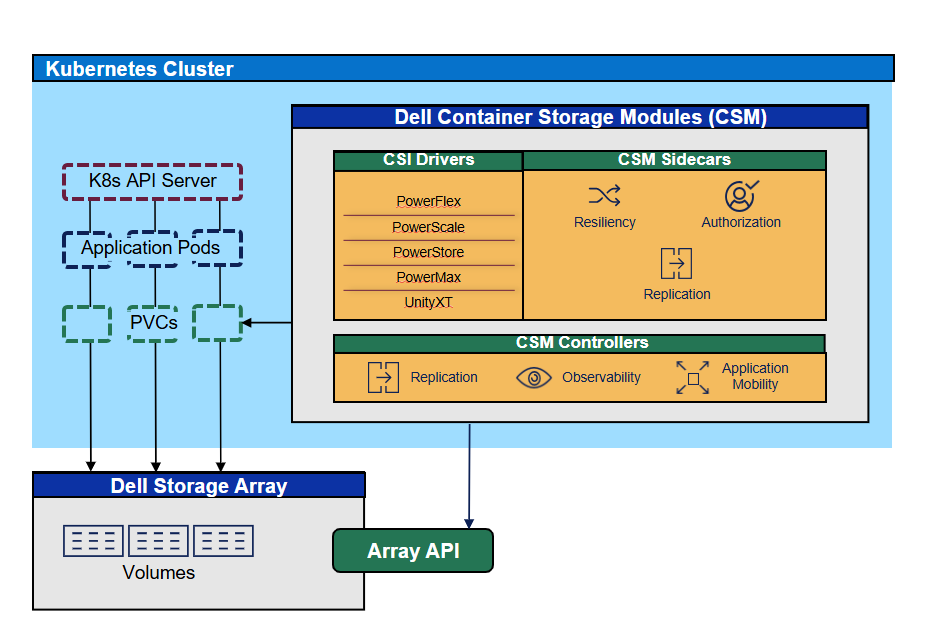 Kubernetes Cluster
Dell Container Storage Modules (CSM)
CSI Drivers
PowerFlex
PowerScale
PowerStore
PowerMax
UnityXT
CSM Sidecars
Resiliency
Authorization
Replication
CSM Controllers
Replication
Observability
Application
Mobility
K8s API Server
Application Pods
PVCs
Dell Storage Array
Volumes
Array API